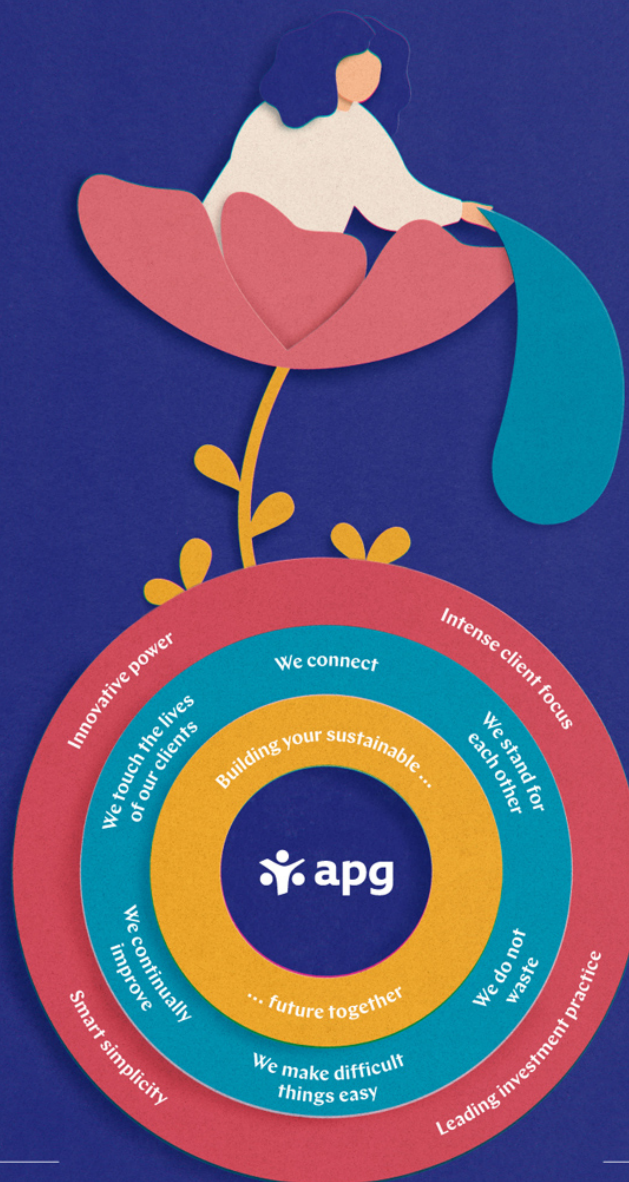 Innovative power
Intense client focus
We connect
We touch the lives
of our clients
We stand for
each other
Building your sustainable ...
apg
... future together
We continually
improve
We do not
waste
We make difficult
things easy
Smart simplicity
Leading investment practice